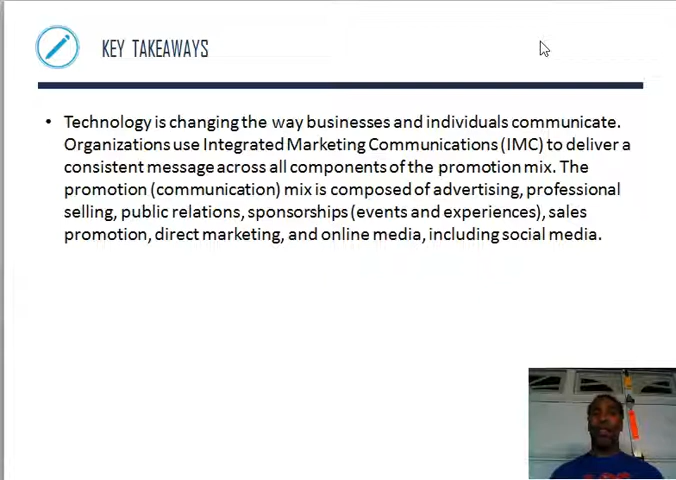 KEY TAKEAWAYS
• Technology is changing the way businesses and individuals communicate.
Organizations use Integrated Marketing Communications (IMC) to deliver a
consistent message across all components of the promotion mix. The
promotion (communication) mix is composed of advertising, professional
selling, public relations, sponsorships (events and experiences), sales
promotion, direct marketing, and online media, including social media.